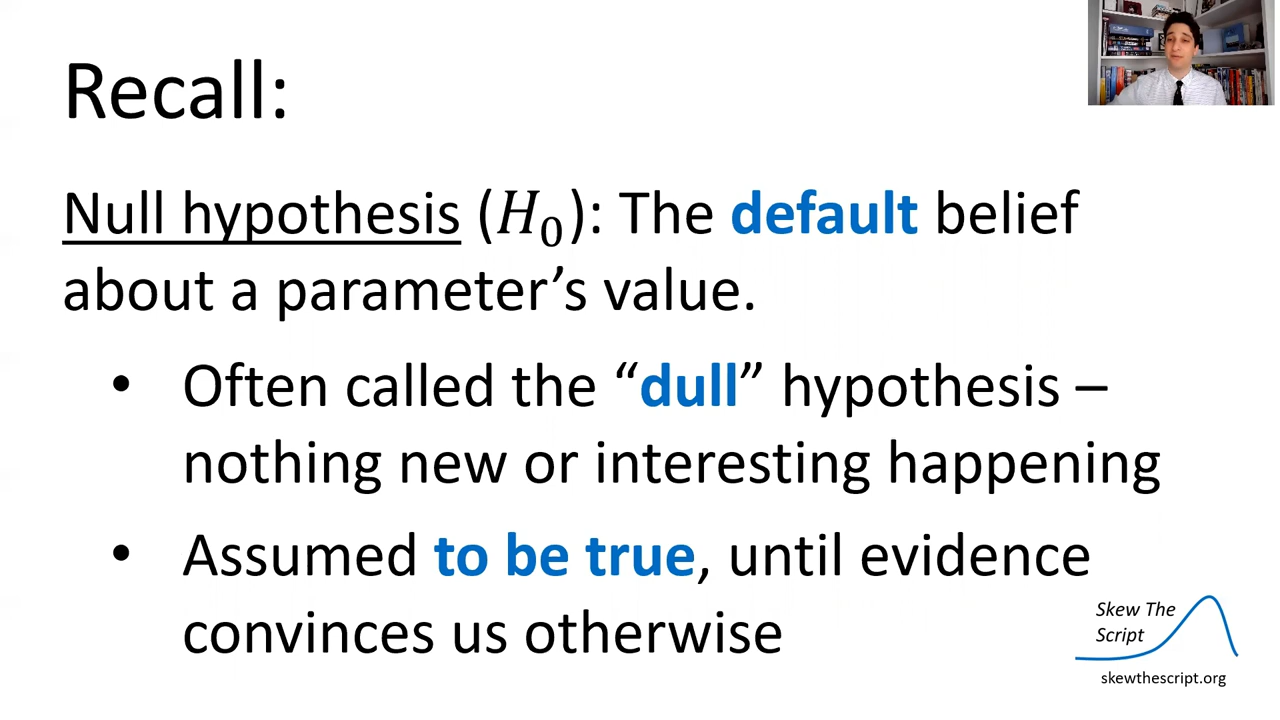 Recall:
Null hypothesis (H₀): The default belief
about a parameter’s value.
• Often called the “dull” hypothesis –
nothing new or interesting happening
• Assumed to be true, until evidence
convinces us otherwise
Skew The
Script
skewthescript.org